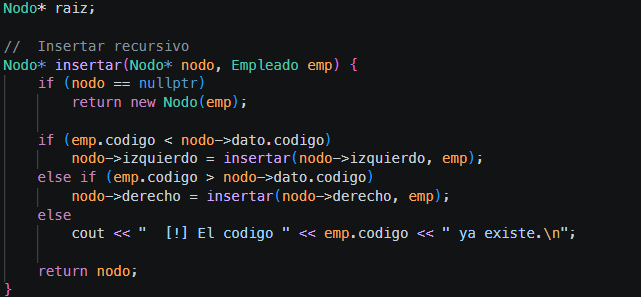 Nodo* raiz;
//  Insertar recursivo
Nodo* insertar(Nodo* nodo, Empleado emp) {
    if (nodo == nullptr)
        return new Nodo(emp);
    if (emp.codigo < nodo->dato.codigo)
        nodo->izquierdo = insertar(nodo->izquierdo, emp);
    else if (emp.codigo > nodo->dato.codigo)
        nodo->derecho = insertar(nodo->derecho, emp);
    else
        cout << "  [!] El codigo " << emp.codigo << " ya existe.\n";
    return nodo;
}